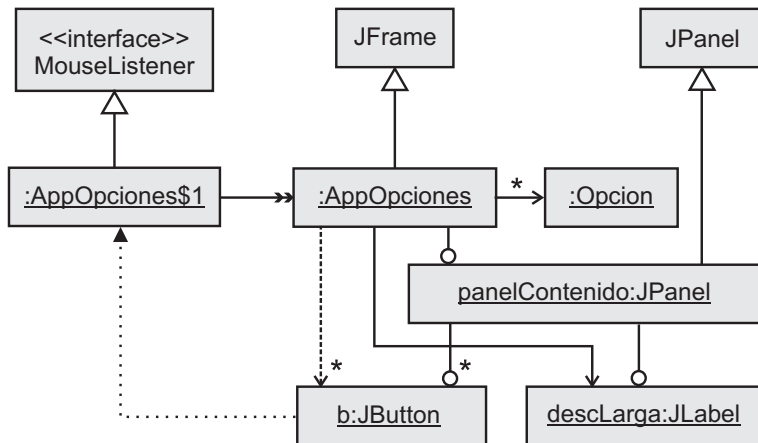 <<interface>>
MouseListener
JFrame
JPanel
:AppOpciones$1
:AppOpciones
*
:Opcion
panelContenido:JPanel
*
*
b:JButton
descLarga:JLabel